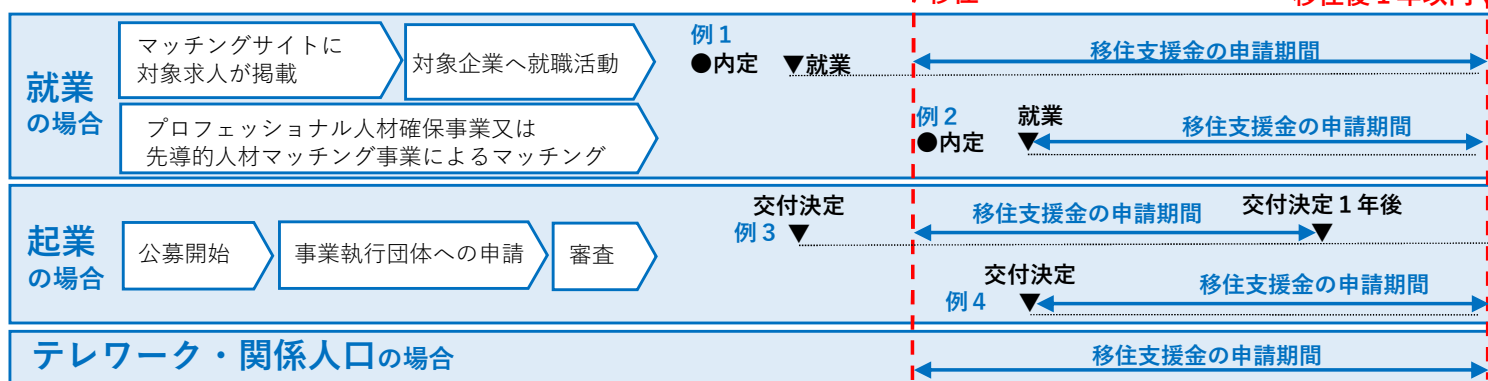 移住
移住後１年以内
就業
の場合
マッチングサイトに
対象求人が掲載
対象企業へ就職活動
プロフェッショナル人材確保事業又は
先導的人材マッチング事業によるマッチング
例１
●内定 ▼就業
移住支援金の申請期間
例２
●内定
就業
▼
移住支援金の申請期間
起業
の場合
公募開始
事業執行団体への申請
審査
交付決定
例３ ▼
移住支援金の申請期間
交付決定１年後
▼
交付決定
例４ ▼
移住支援金の申請期間
テレワーク・関係人口の場合
移住支援金の申請期間